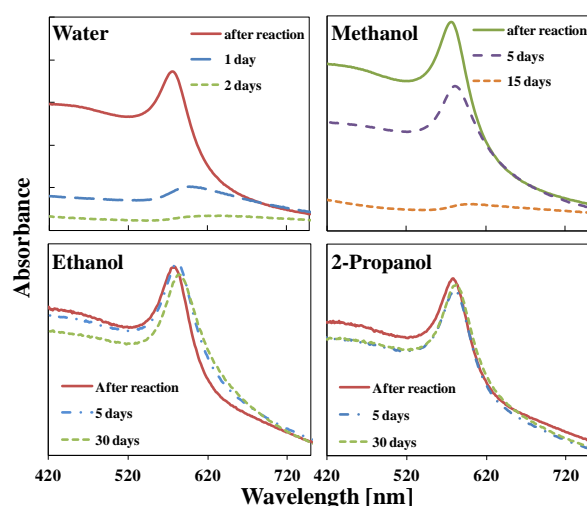 Water
after reaction
1 day
2 days
Methanol
after reaction
5 days
15 days
Absorbance
Ethanol
After reaction
5 days
30 days
2-Propanol
After reaction
5 days
30 days
420 520 620 720 420 520 620 720
Wavelength [nm]